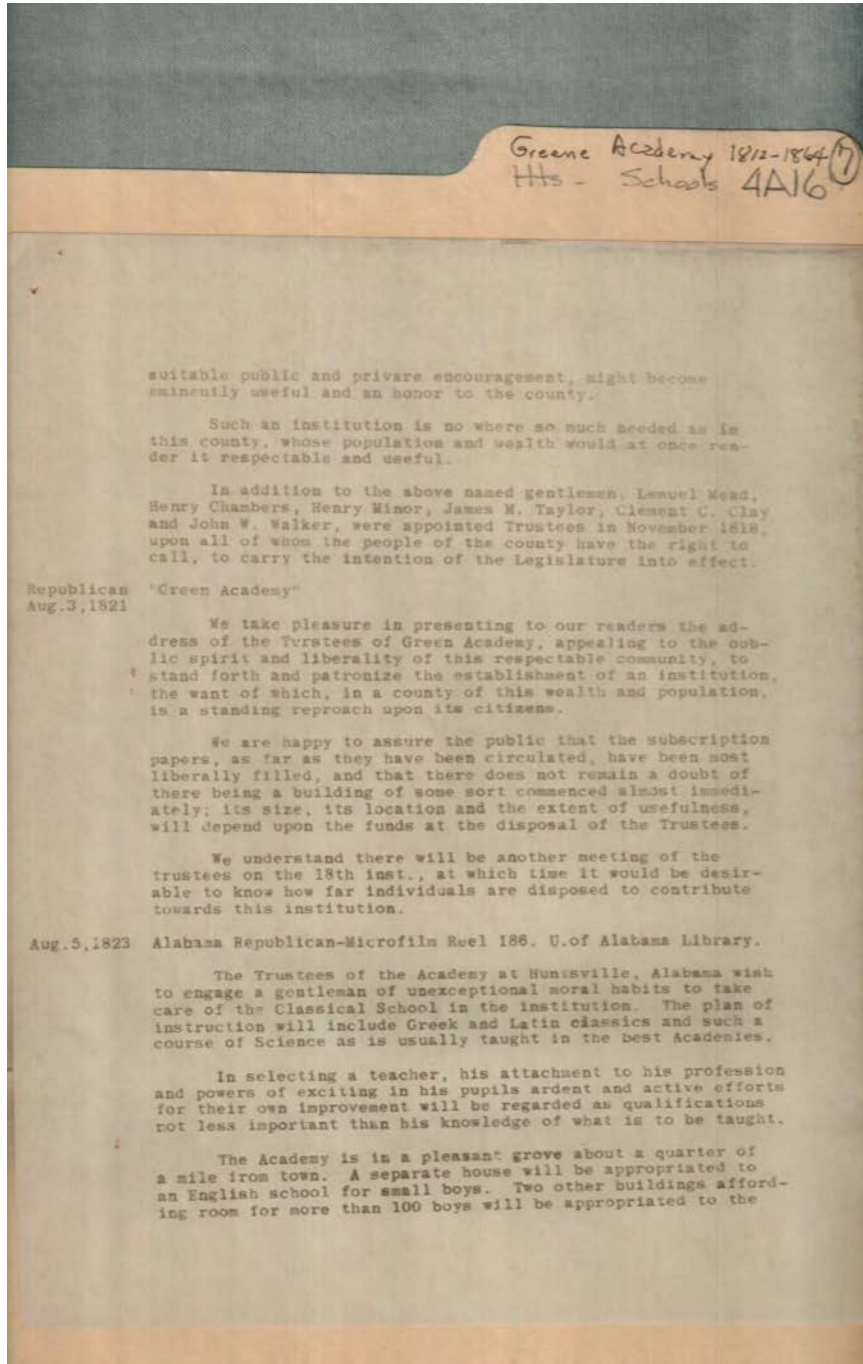 Greene Academy 1812-1864 7
Hts - Schools 4A16
suitable public and privare encouragement, might become
eminently useful and an honor to the county.
Such an institution is no where so much needed as in
this county, whose population and wealth would at once ren-
der it respectable and useful.
In addition to the above named gentlemen, Lemuel Mead,
Henry Chambers, Henry Minor, James M. Taylor, Clement C. Clay
and John W. Walker, were appointed Trustees in November 1818,
upon all of whom the people of the county have the right to
call, to carry the intention of the Legislature into effect.
Republican "Green Academy"
Aug.3,1821
We take pleasure in presenting to our readers the ad-
dress of the Turstees of Green Academy, appealing to the oub-
lic spirit and liberality of this respectable community, to
stand forth and patronize the establishment of an institution,
the want of which, in a county of this wealth and population,
is a standing reproach upon its citizens.
We are happy to assure the public that the subscription
papers, as far as they have been circulated, have been most
liberally filled, and that there does not remain a doubt of
there being a building of some sort commenced almost immedi-
ately; its size, its location and the extent of usefulness,
will depend upon the funds at the disposal of the Trustees.
We understand there will be another meeting of the
trustees on the 18th inst., at which time it would be desir-
able to know how far individuals are disposed to contribute
towards this institution.
Aug.5,1823 Alabama Republican-Microfilm Reel 186. U.of Alabama Library.
The Trustees of the Academy at Huntsville, Alabama wish
to engage a gentleman of unexceptional moral habits to take
care of the Classical School in the institution. The plan of
instruction will include Greek and Latin classics and such a
course of Science as is usually taught in the best Academies.
In selecting a teacher, his attachment to his profession
and powers of exciting in his pupils ardent and active efforts
for their own improvement will be regarded as qualifications
not less important than his knowledge of what is to be taught.
The Academy is in a pleasant grove about a quarter of
a mile from town. A separate house will be appropriated to
an English school for small boys. Two other buildings afford-
ing room for more than 100 boys will be appropriated to the